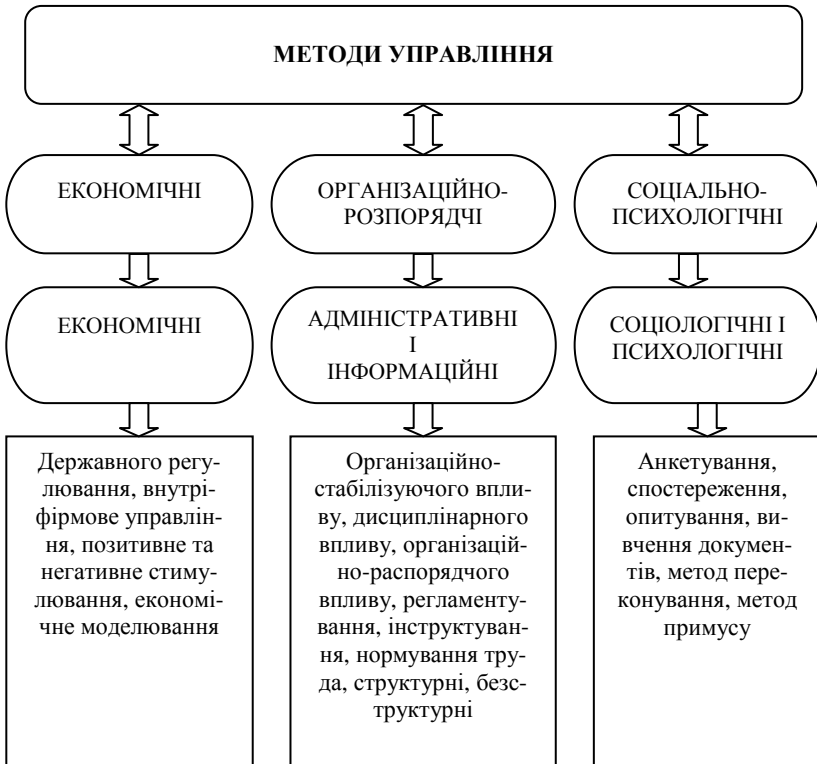 МЕТОДИ УПРАВЛІННЯ
ЕКОНОМІЧНІ
ОРГАНІЗАЦІЙНО-
РОЗПОРЯДЧІ
СОЦІАЛЬНО-
ПСИХОЛОГІЧНІ
ЕКОНОМІЧНІ
АДМІНІСТРАТИВНІ
І
ІНФОРМАЦІЙНІ
СОЦІОЛОГІЧНІ І
ПСИХОЛОГІЧНІ
Державного регу-
лювання, внутрі-
фірмове управлін-
ня, позитивне та
негативне стиму-
лювання, економі-
чне моделювання
Організаційно-
стабілізуючого впли-
ву, дисциплінарного
впливу, організацій-
но-распорядчого
впливу, регламенту-
вання, інструктуван-
ня, нормування тру-
да, структурні, безс-
труктурні
Анкетування,
спостереження,
опитування, ви-
вчення докумен-
тів, метод пере-
конування, метод
примусу